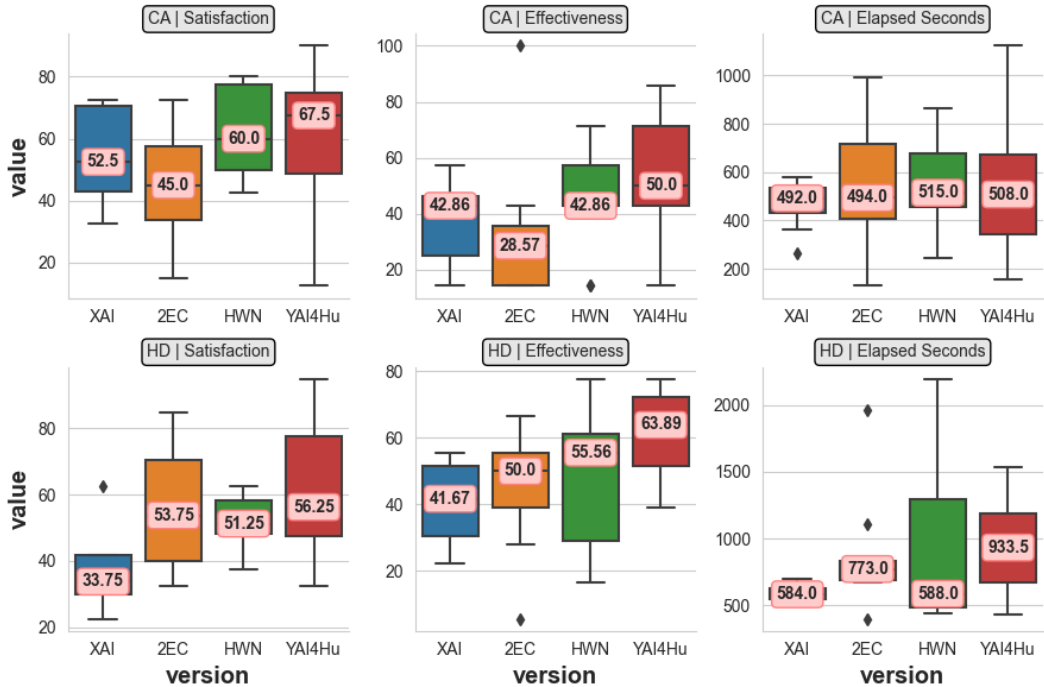 CA | Satisfaction
CA | Effectiveness
CA | Elapsed Seconds
value
80
60
40
20
52.5
45.0
60.0
67.5
XAI
2EC
HWN
YAI4Hu
100
80
60
40
20
42.86
28.57
42.86
50.0
XAI
2EC
HWN
YAI4Hu
1000
800
600
400
200
492.0
494.0
515.0
508.0
XAI
2EC
HWN
YAI4Hu
HD | Satisfaction
HD | Effectiveness
HD | Elapsed Seconds
value
80
60
40
20
33.75
53.75
51.25
56.25
XAI
2EC
HWN
YAI4Hu
version
80
60
40
20
41.67
50.0
55.56
63.89
XAI
2EC
HWN
YAI4Hu
version
2000
1500
1000
500
584.0
773.0
588.0
933.5
XAI
2EC
HWN
YAI4Hu
version